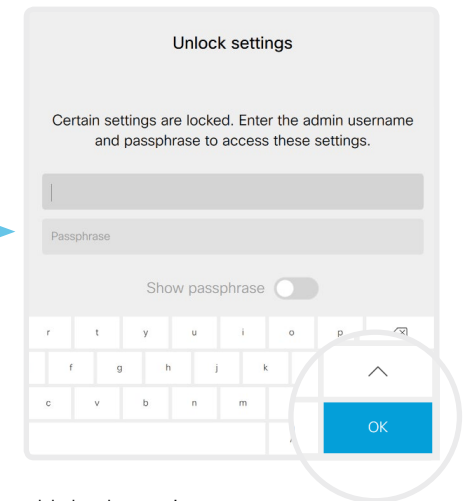 Unlock settings
Certain settings are locked. Enter the admin username
and passphrase to access these settings.
Passphrase
Show passphrase
r t y u i o p
f g h j k
c v b n m
OK